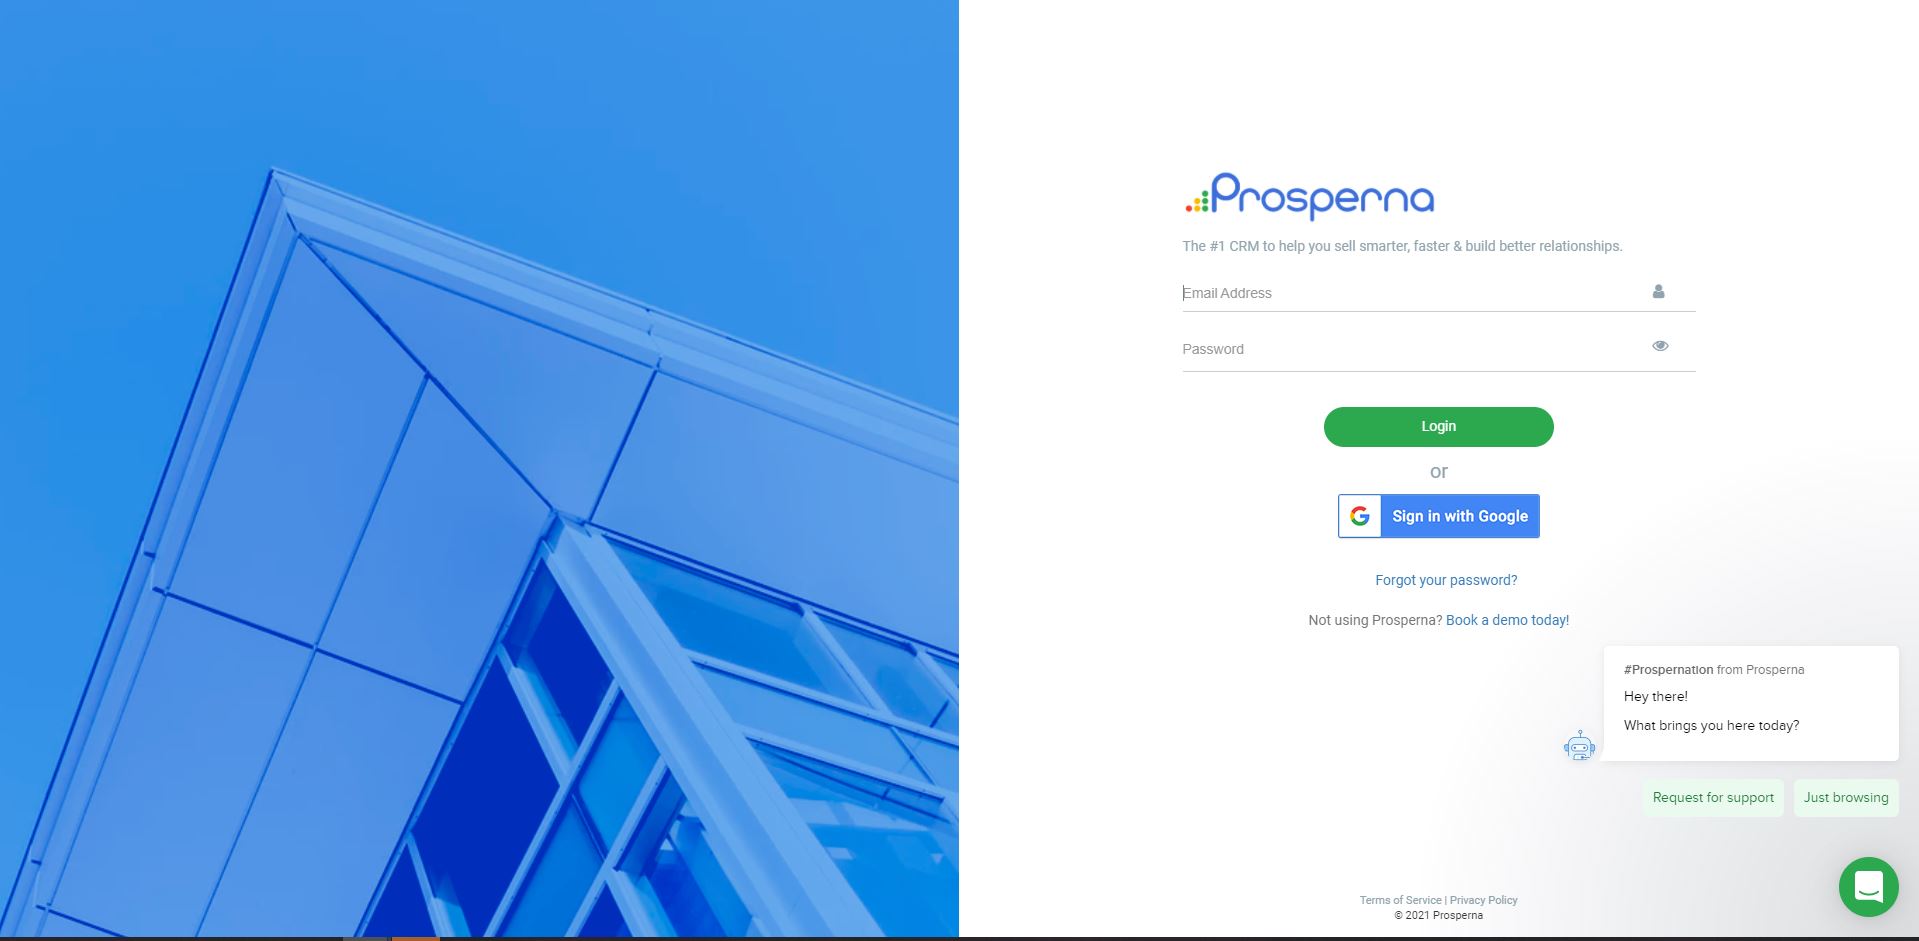 Prosperna
The #1 CRM to help you sell smarter, faster & build better relationships.
Email Address
Password
Login
or
Sign in with Google
Forgot your password?
Not using Prosperna? Book a demo today!
#Prospernation from Prosperna
Hey there!
What brings you here today?
Request for support
Just browsing
Terms of Service | Privacy Policy
© 2021 Prosperna